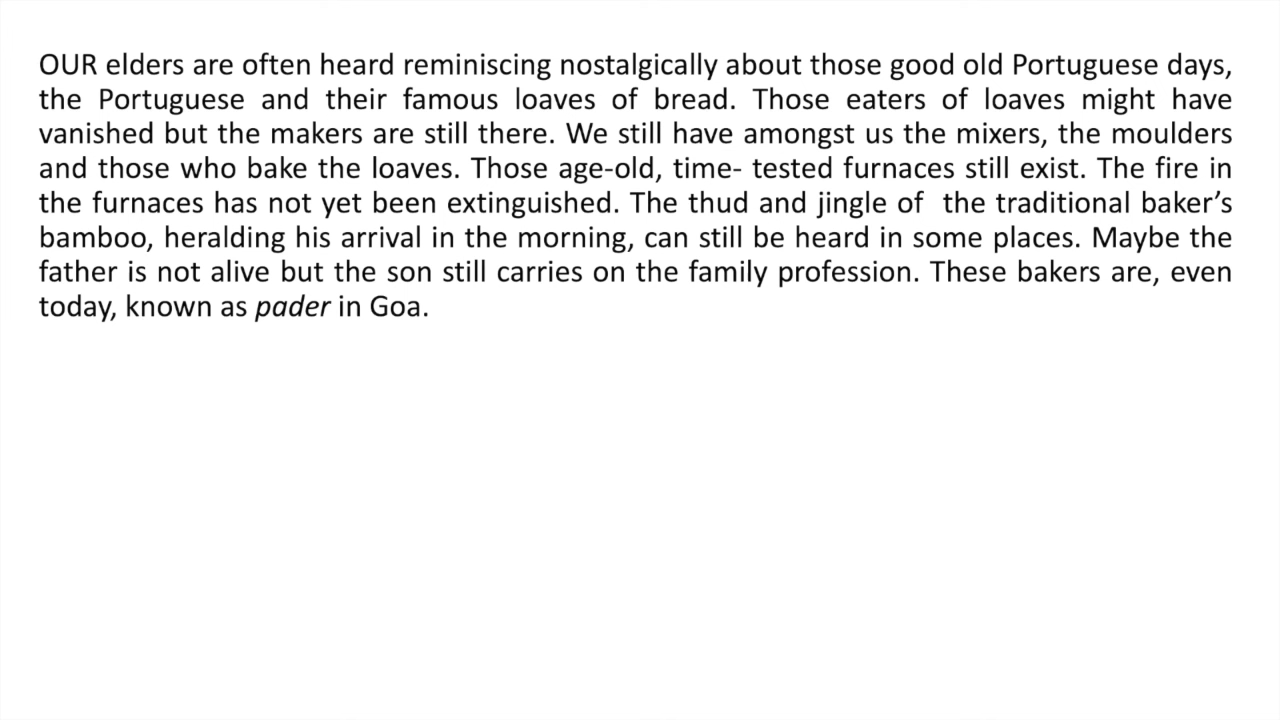 OUR elders are often heard reminiscing nostalgically about those good old Portuguese days,
the Portuguese and their famous loaves of bread. Those eaters of loaves might have
vanished but the makers are still there. We still have amongst us the mixers, the moulders
and those who bake the loaves. Those age-old, time- tested furnaces still exist. The fire in
the furnaces has not yet been extinguished. The thud and jingle of  the traditional baker’s
bamboo, heralding his arrival in the morning, can still be heard in some places. Maybe the
father is not alive but the son still carries on the family profession. These bakers are, even
today, known as pader in Goa.